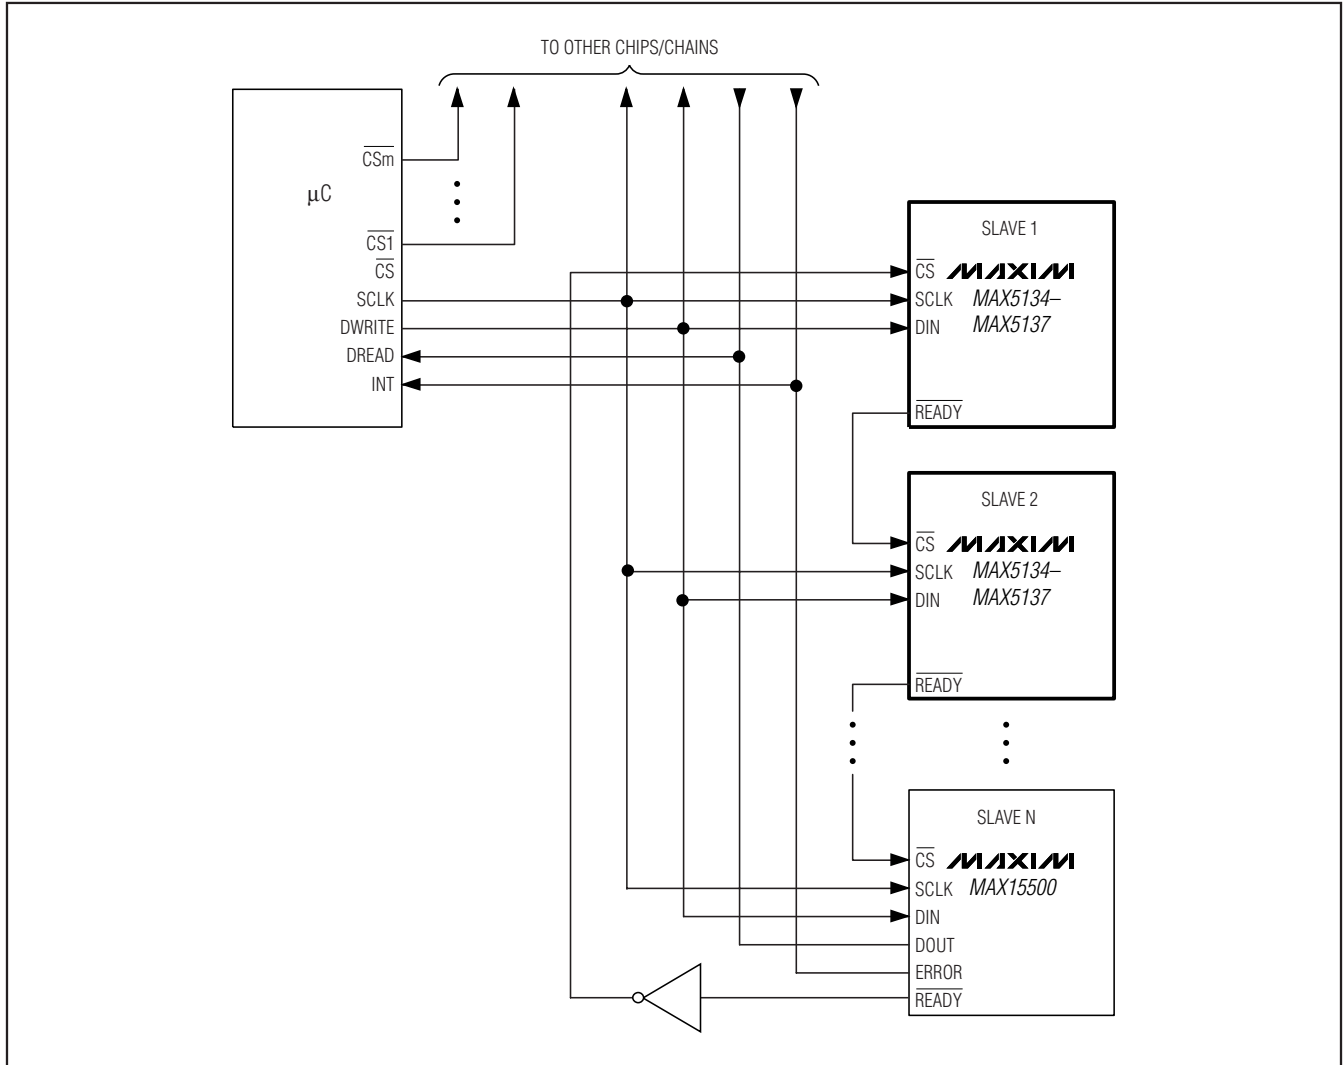 TO OTHER CHIPS/CHAINS
CSm
μC
CS1
CS
SCLK
DWRITE
DREAD
INT
SLAVE 1
CS MAXIM
SCLK MAX5134–
DIN MAX5137
READY
SLAVE 2
CS MAXIM
SCLK MAX5134–
DIN MAX5137
READY
SLAVE N
CS MAXIM
SCLK MAX15500
DIN
DOUT
ERROR
READY